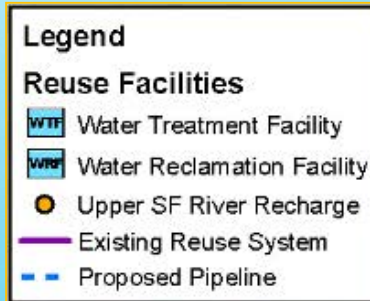 Legend
Reuse Facilities
WTF Water Treatment Facility
WRF Water Reclamation Facility
Upper SF River Recharge
Existing Reuse System
Proposed Pipeline